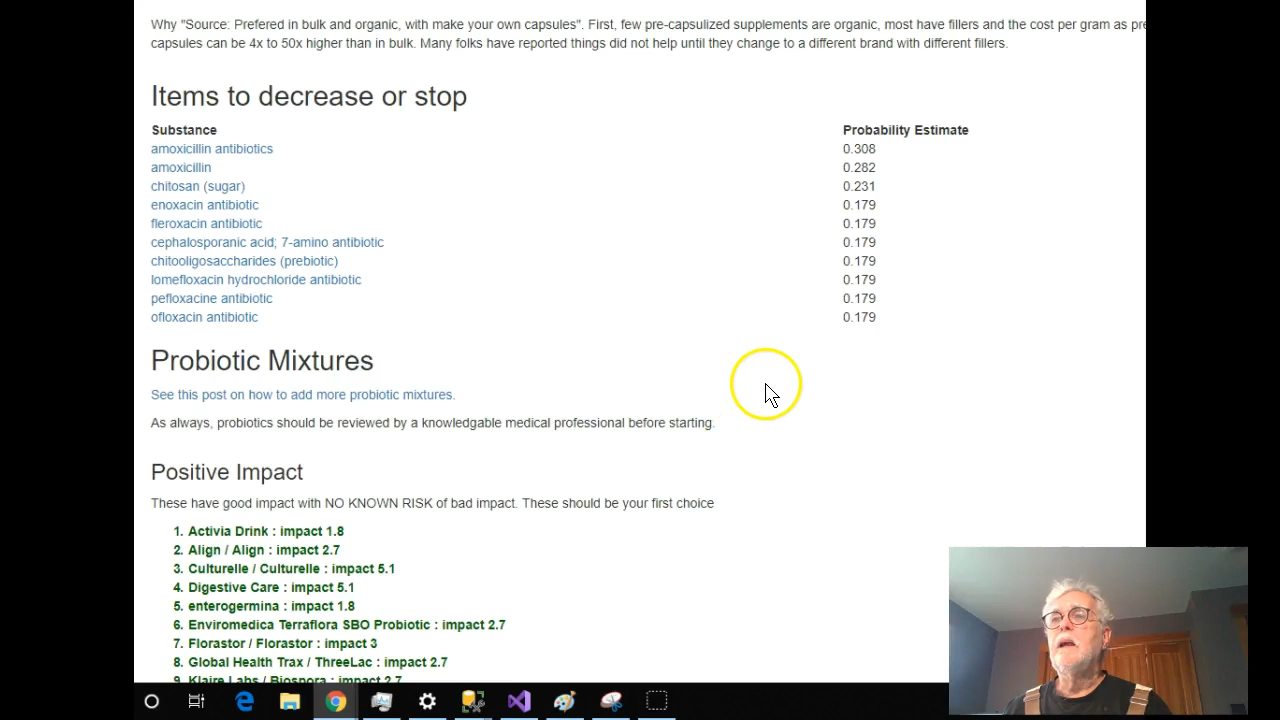 Why "Source: Prefered in bulk and organic, with make your own capsules". First, few pre-capsulized supplements are organic, most have fillers and the cost per gram as pre
capsules can be 4x to 50x higher than in bulk. Many folks have reported things did not help until they change to a different brand with different fillers.
Items to decrease or stop
Substance Probability Estimate
amoxicillin antibiotics 0.308
amoxicillin 0.282
chitosan (sugar) 0.231
enoxacin antibiotic 0.179
fleroxacin antibiotic 0.179
cephalosporanic acid; 7-amino antibiotic 0.179
chitooligosaccharides (prebiotic) 0.179
lomefloxacin hydrochloride antibiotic 0.179
pefloxacine antibiotic 0.179
ofloxacin antibiotic 0.179
Probiotic Mixtures
See this post on how to add more probiotic mixtures.
As always, probiotics should be reviewed by a knowledgable medical professional before starting.
Positive Impact
These have good impact with NO KNOWN RISK of bad impact. These should be your first choice
1. Activia Drink : impact 1.8
2. Align / Align : impact 2.7
3. Culturelle / Culturelle : impact 5.1
4. Digestive Care : impact 5.1
5. enterogermina : impact 1.8
6. Enviromedica Terraflora SBO Probiotic : impact 2.7
7. Florastor / Florastor : impact 3
8. Global Health Trax / ThreeLac : impact 2.7
9. Klaire Labs / Biospora : impact 2.7